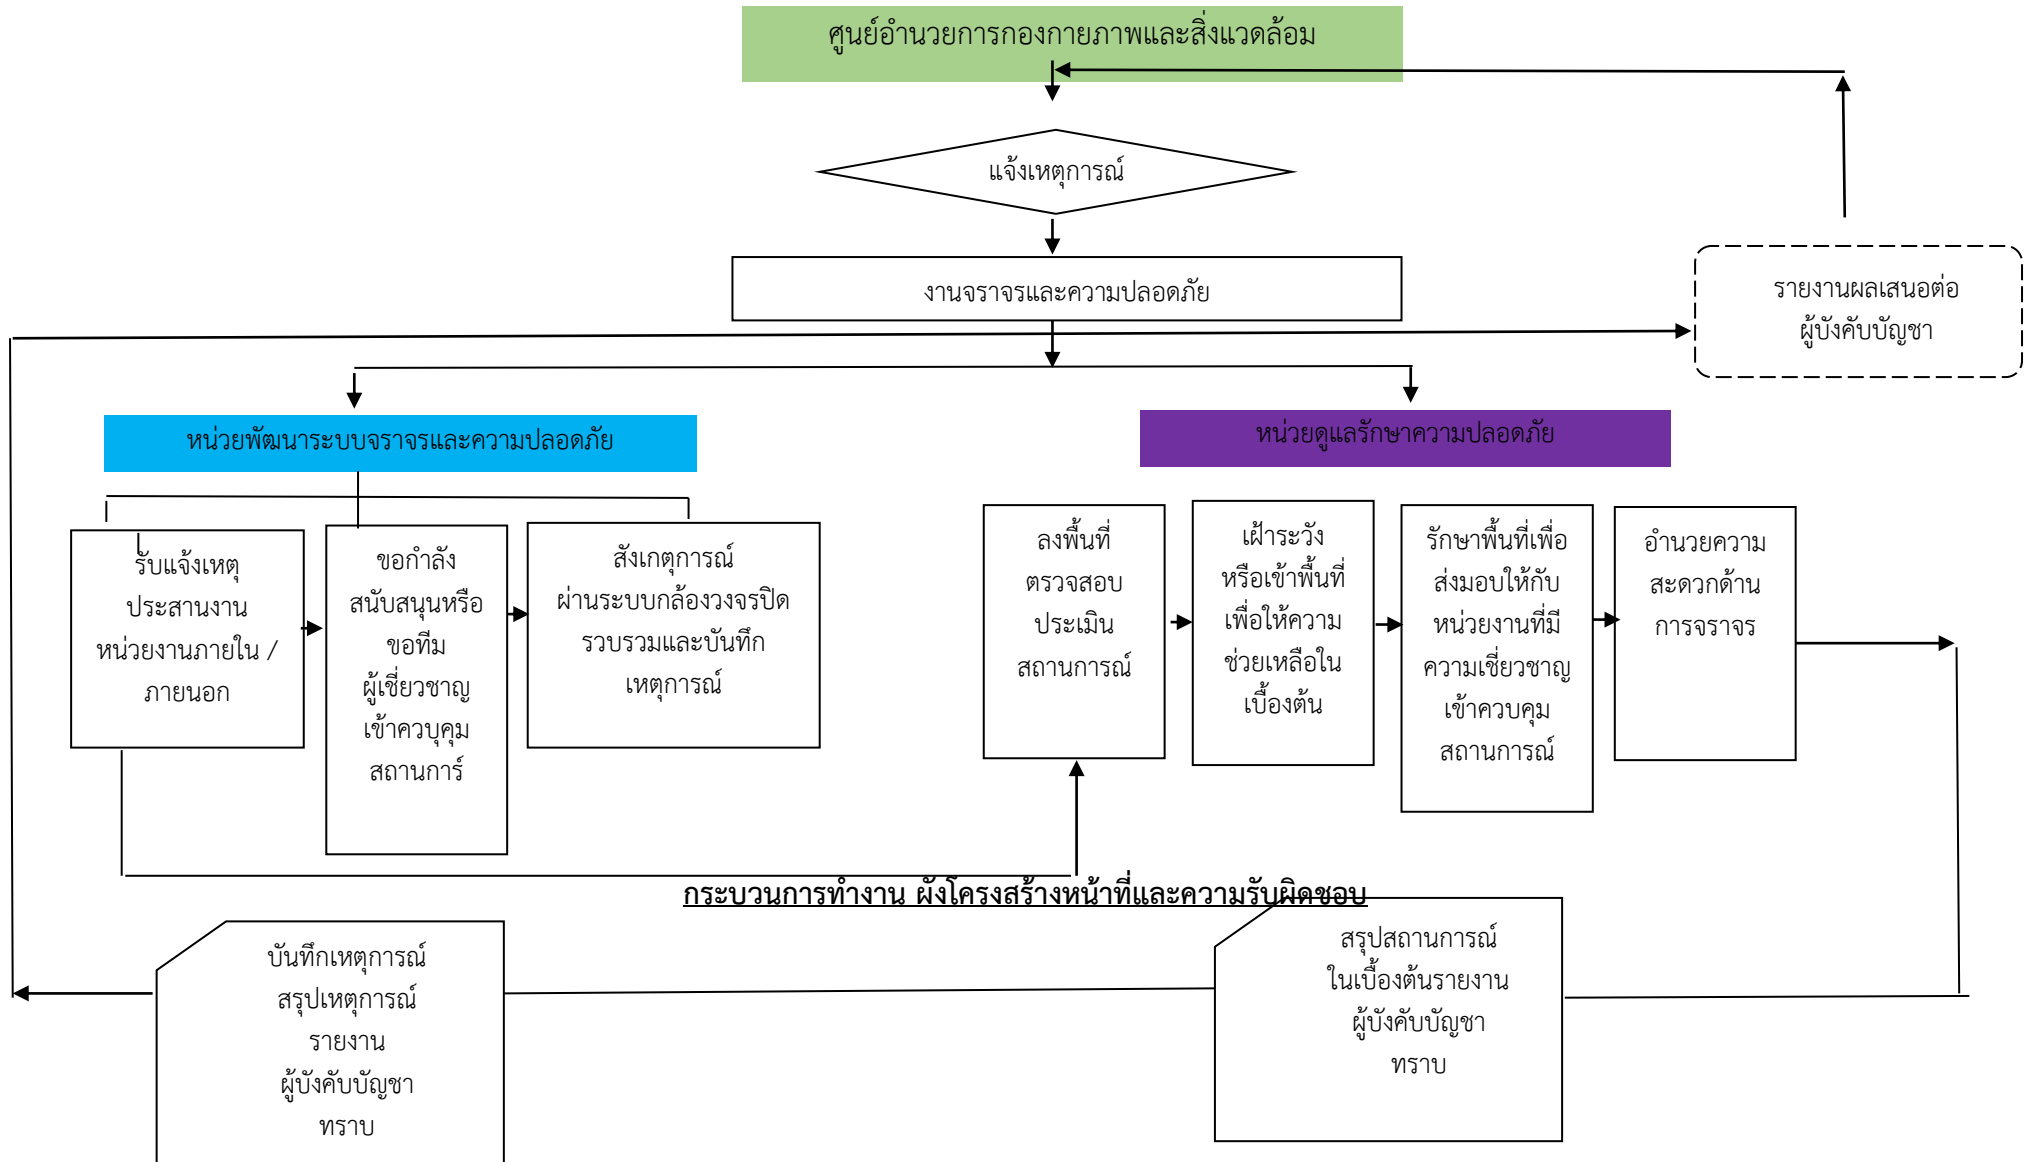 ศูนย์อำนวยการกองกายภาพและสิ่งแวดล้อม
แจ้งเหตุการณ์
งานจราจรและความปลอดภัย
รายงานผลเสนอต่อ
ผู้บังคับบัญชา
หน่วยพัฒนาระบบจราจรและความปลอดภัย
หน่วยดูแลรักษาความปลอดภัย
รับแจ้งเหตุ
ประสานงาน
หน่วยงานภายใน /
ภายนอก
ขอกำลัง
สนับสนุนหรือ
ขอทีม
ผู้เชี่ยวชาญ
เข้าควบุคุม
สถานการ์
สังเกตุการณ์
ผ่านระบบกล้องวงจรปิด
รวบรวมและบันทึก
เหตุการณ์
ลงพื้นที่
ตรวจสอบ
ประเมิน
สถานการณ์
เฝ้าระวัง
หรือเข้าพื้นที่
เพื่อให้ความ
ช่วยเหลือใน
เบื้องต้น
รักษาพื้นที่เพื่อ
ส่งมอบให้กับ
หน่วยงานที่มี
ความเชี่ยวชาญ
เข้าควบคุม
สถานการณ์
อำนวยความ
สะดวกด้าน
การจราจร
กระบวนการทำงาน ผังโครงสร้างหน้าที่และความรับผิดชอบ
บันทึกเหตุการณ์
สรุปเหตุการณ์
รายงาน
ผู้บังคับบัญชา
ทราบ
สรุปสถานการณ์
ในเบื้องต้นรายงาน
ผู้บังคับบัญชา
ทราบ